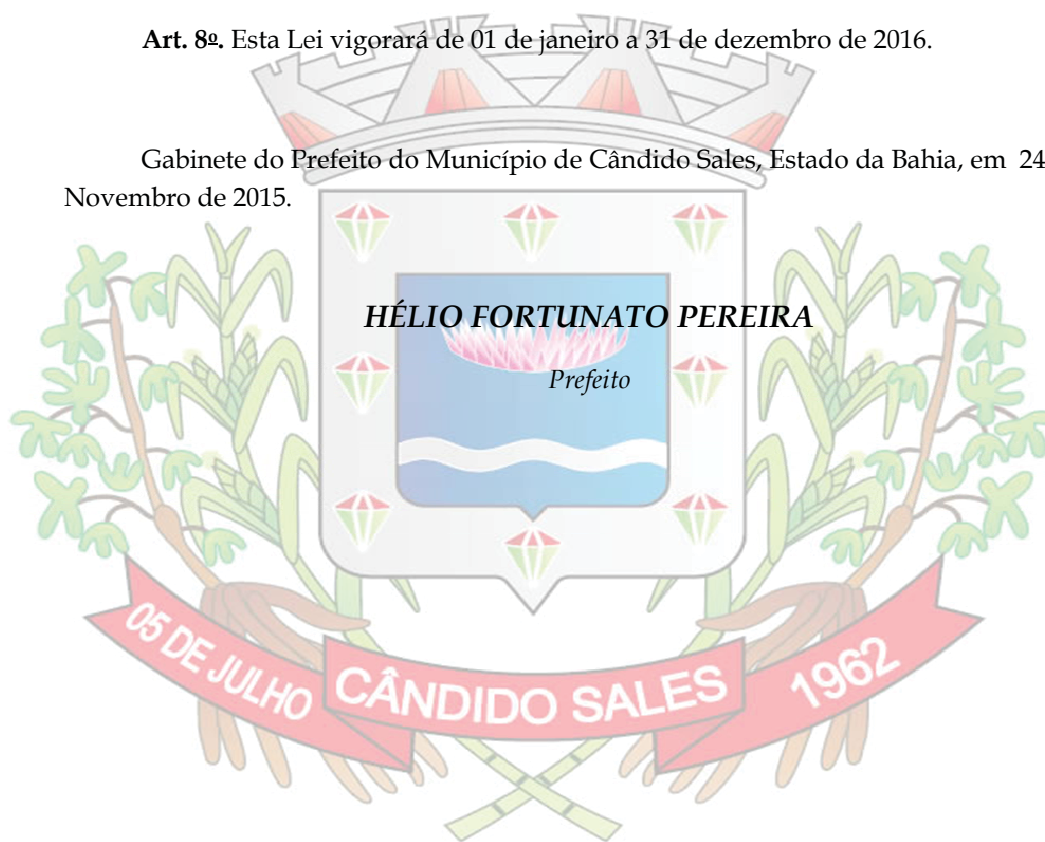 Art. 8º. Esta Lei vigorará de 01 de janeiro a 31 de dezembro de 2016.
Gabinete do Prefeito do Município de Cândido Sales, Estado da Bahia, em 24
Novembro de 2015.
HÉLIO FORTUNATO PEREIRA
Prefeito
05 DE JULHO
CÂNDIDO SALES
1962